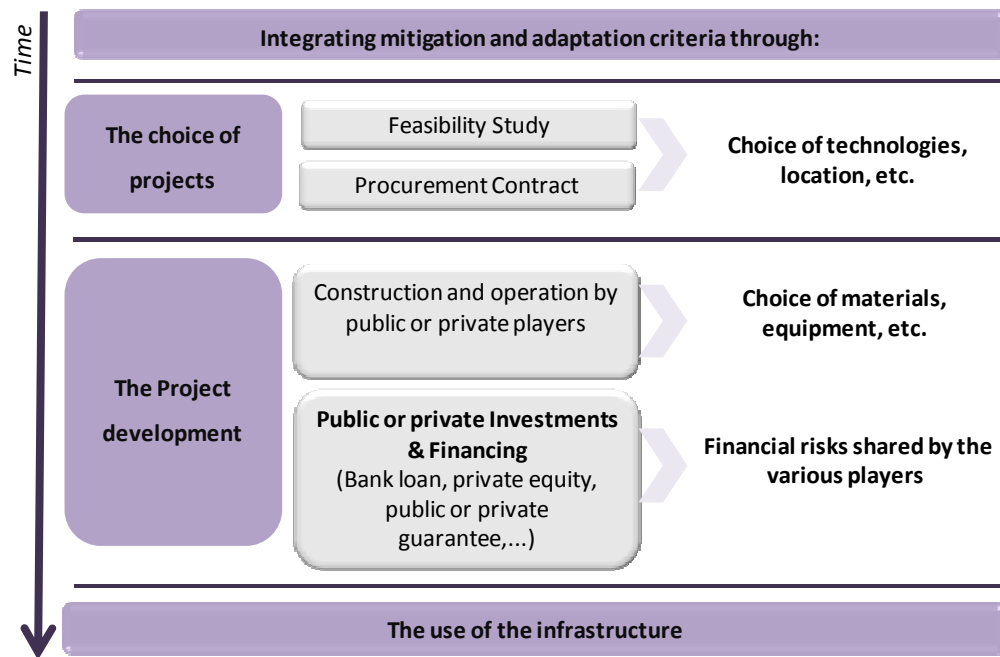 Time
Integrating mitigation and adaptation criteria through:
The choice of
projects
Feasibility Study
Procurement Contract
Choice of technologies,
location, etc.
The Project
development
Construction and operation by
public or private players
Choice of materials,
equipment, etc.
Public or private Investments
& Financing
(Bank loan, private equity,
public or private
guarantee,...)
Financial risks shared by the
various players
The use of the infrastructure